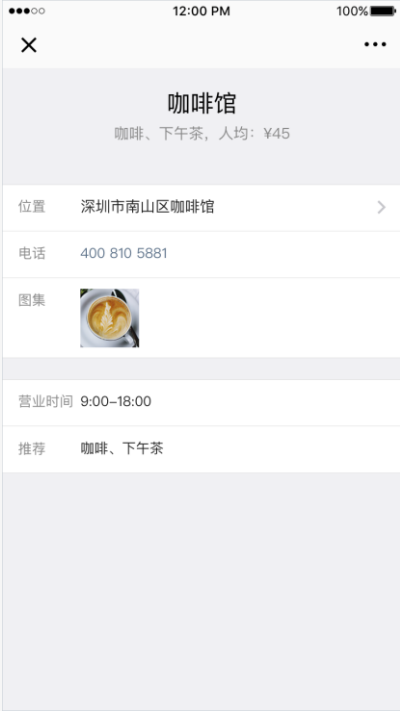 12:00 PM 100%
咖啡馆
咖啡、下午茶，人均：¥45
位置 深圳市南山区咖啡馆
电话 400 810 5881
图集
营业时间 9:00–18:00
推荐 咖啡、下午茶